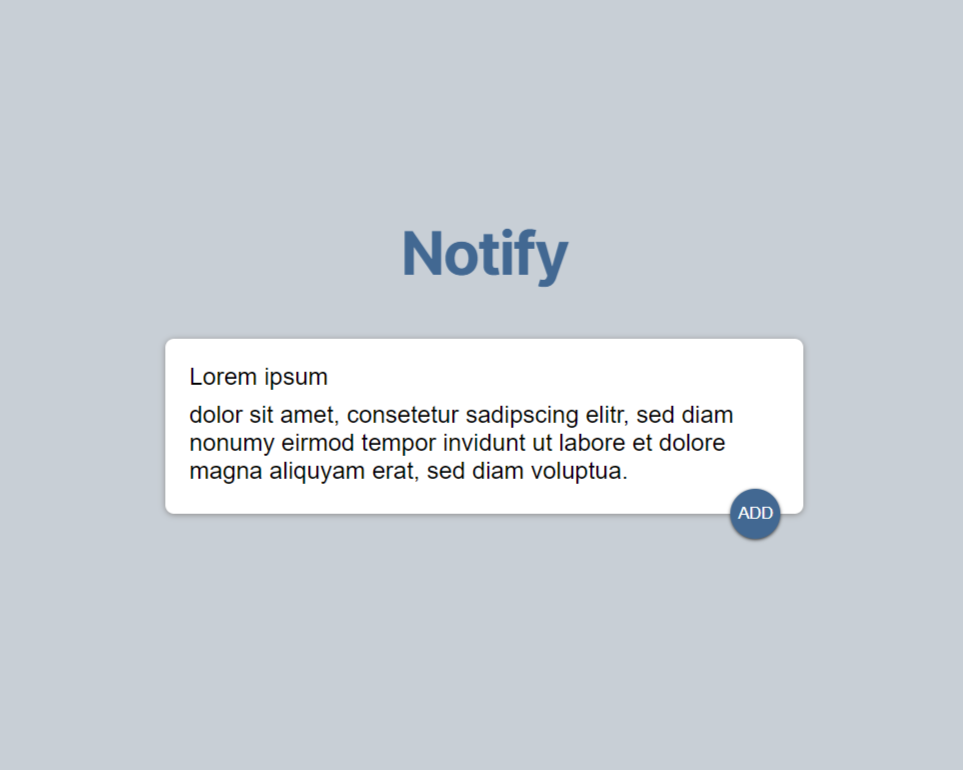 Notify
Lorem ipsum
dolor sit amet, consetetur sadipscing elitr, sed diam
nonumy eirmod tempor invidunt ut labore et dolore
magna aliquyam erat, sed diam voluptua.
ADD